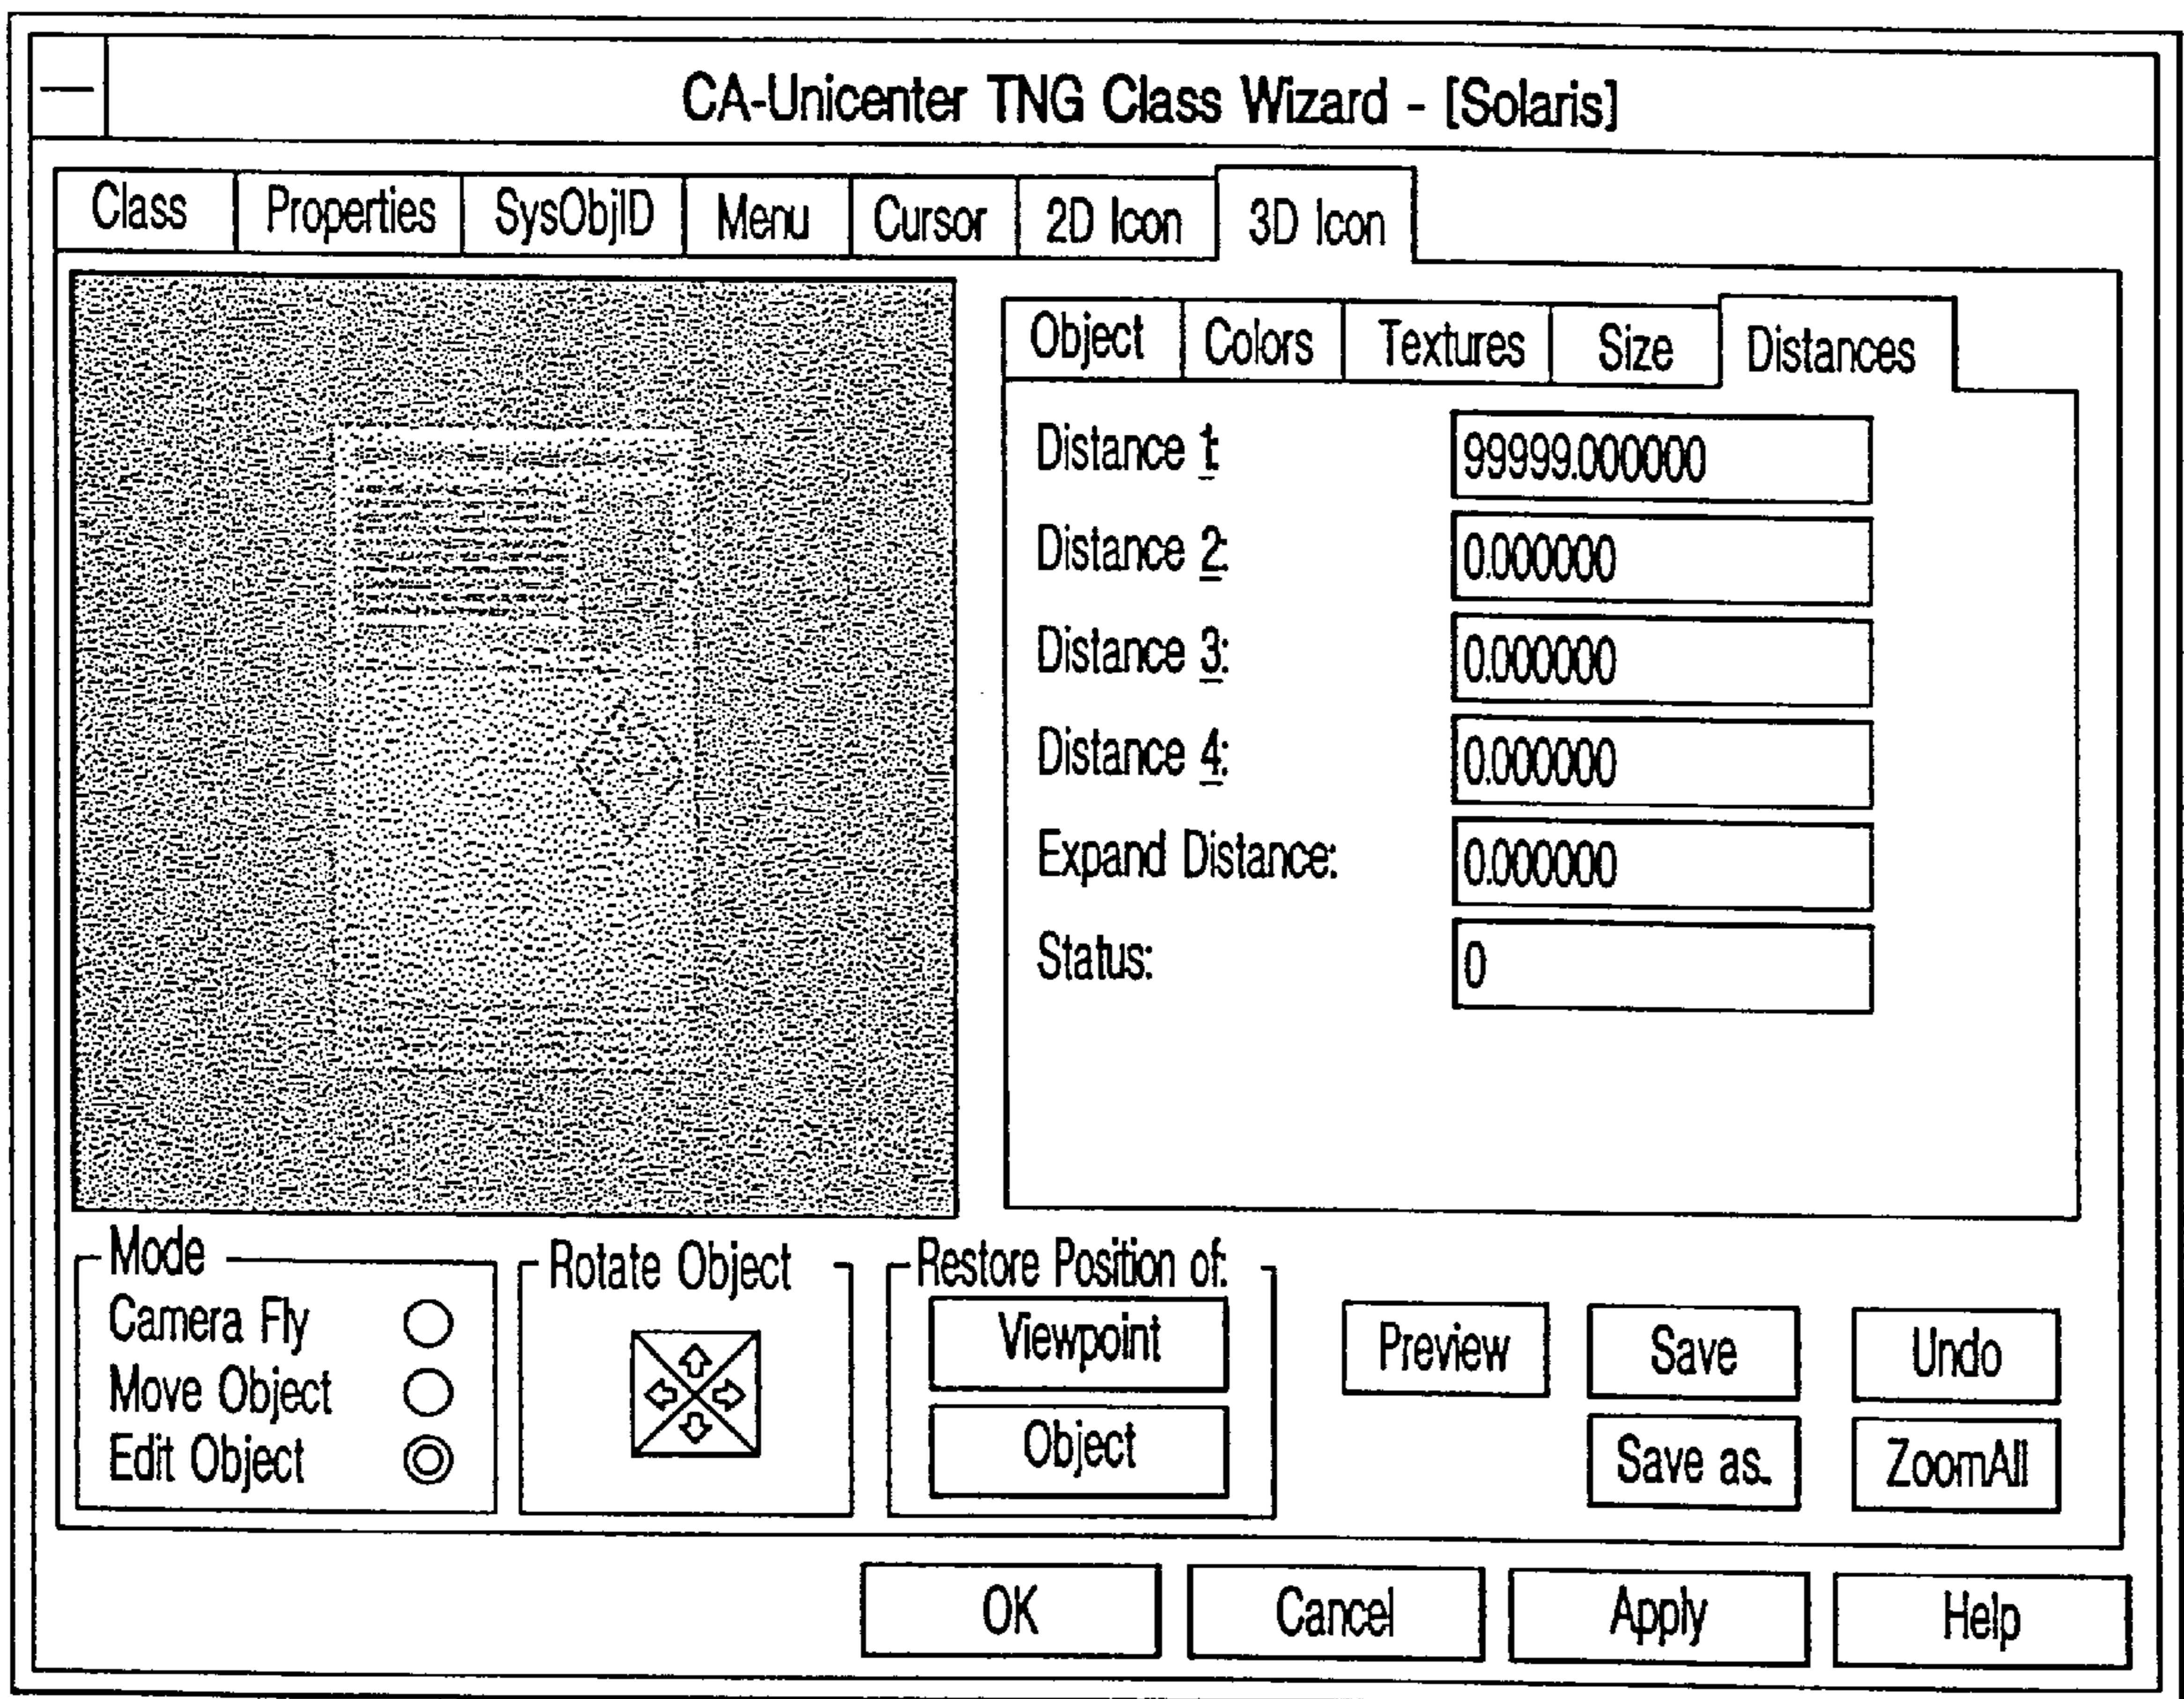 CA-Unicenter TNG Class Wizard - [Solaris]
Class Properties SysObjID Menu Cursor 2D Icon 3D Icon
Object Colors Textures Size Distances
Distance 1: 99999.000000
Distance 2: 0.000000
Distance 3: 0.000000
Distance 4: 0.000000
Expand Distance: 0.000000
Status: 0
Mode
Camera Fly
Move Object
Edit Object
Rotate Object
Restore Position of:
Viewpoint
Object
Preview Save Undo
Save as.. ZoomAll
OK Cancel Apply Help